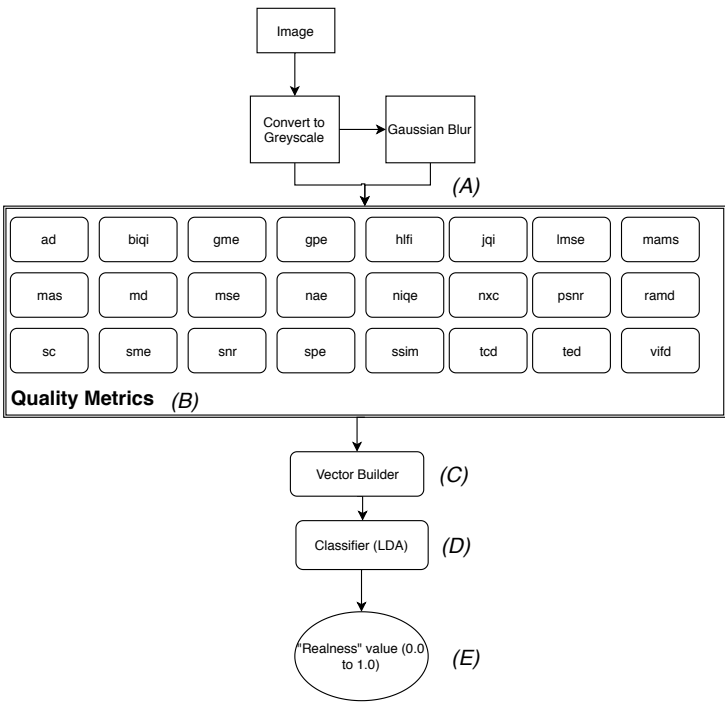 Image
Convert to
Greyscale
Gaussian Blur
(A)
ad biqi gme gpe hlfi jqi lmse mams
mas md mse nae niqe nxc psnr ramd
sc sme snr spe ssim tcd ted vifd
Quality Metrics (B)
Vector Builder (C)
Classifier (LDA) (D)
"Realness" value (0.0
to 1.0)
(E)